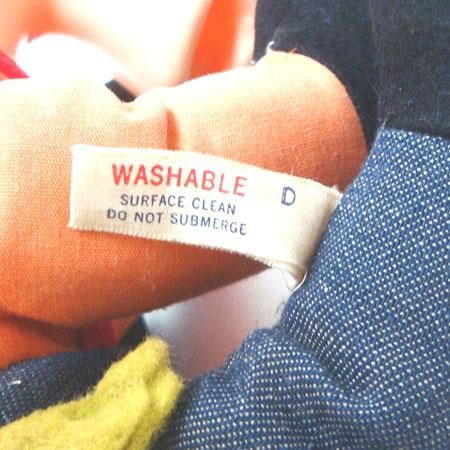 WASHABLE D
SURFACE CLEAN
DO NOT SUBMERGE